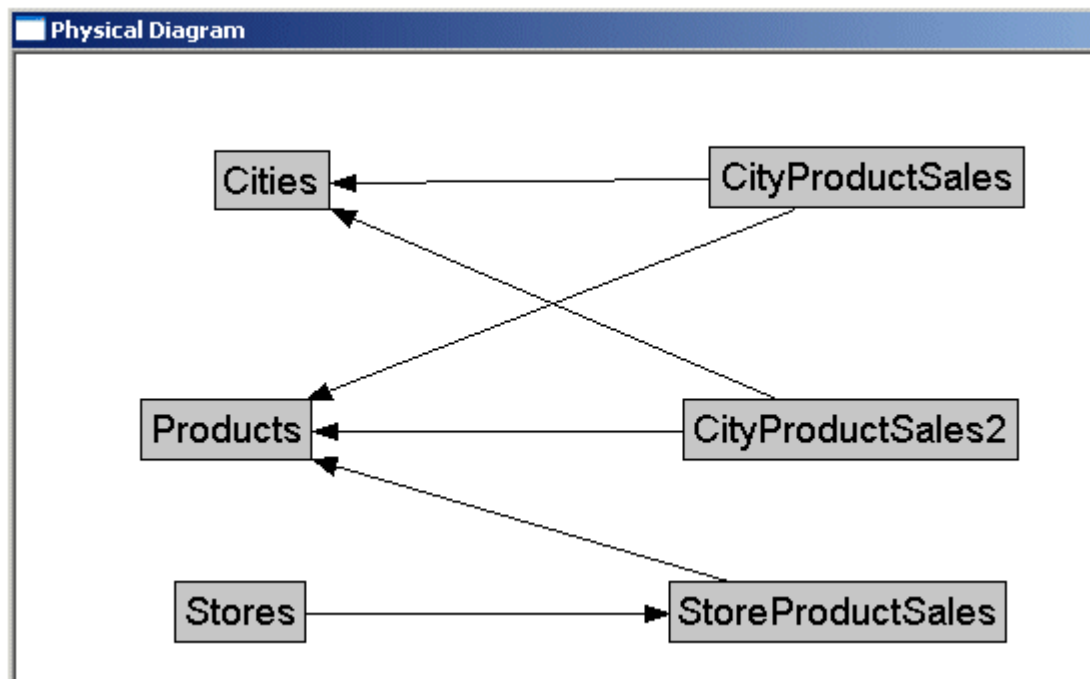 Physical Diagram
Cities
CityProductSales
Products
CityProductSales2
Stores
StoreProductSales